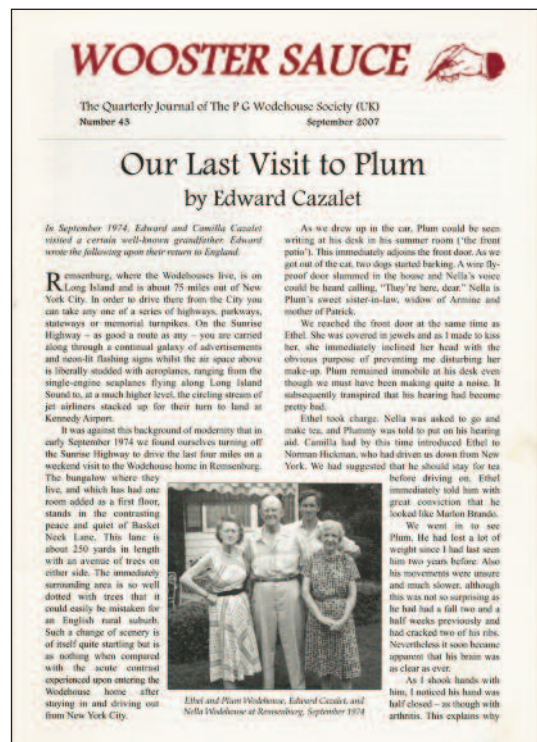 WOOSTER SAUCE
The Quarterly Journal of The P G Wodehouse Society (UK)
Number 43 September 2007
Our Last Visit to Plum
by Edward Cazalet
In September 1974, Edward and Camilla Cazalet
visited a certain well-known grandfather. Edward
wrote the following upon their return to England.
Remsenburg, where the Wodehouses live, is on
Long Island and is about 75 miles out of New
York City. In order to drive there from the City you
can take any one of a series of highways, parkways,
stateways or memorial turnpikes. On the Sunrise
Highway – as good a route as any – you are carried
along through a continual galaxy of advertisements
and neon-lit flashing signs whilst the air space above
is liberally studded with aeroplanes, ranging from the
single-engine seaplanes flying along Long Island
Sound to, at a much higher level, the circling stream of
jet airliners stacked up for their turn to land at
Kennedy Airport.
It was against this background of modernity that in
early September 1974 we found ourselves turning off
the Sunrise Highway to drive the last four miles on a
weekend visit to the Wodehouse home in Remsenburg.
The bungalow where they
live, and which has had one
room added as a first floor,
stands in the contrasting
peace and quiet of Basket
Neck Lane. This lane is
about 250 yards in length
with an avenue of trees on
either side. The immediately
surrounding area is so well
dotted with trees that it
could easily be mistaken for
an English rural suburb.
Such a change of scenery is
of itself quite startling but is
as nothing when compared
with the acute contrast
experienced upon entering the
Wodehouse home after
staying in and driving out
from New York City.
As we drew up in the car, Plum could be seen
writing at his desk in his summer room (‘the front
patio’). This immediately adjoins the front door. As we
got out of the car, two dogs started barking. A wire fly-
proof door slammed in the house and Nella’s voice
could be heard calling, “They’re here, dear.” Nella is
Plum’s sweet sister-in-law, widow of Armine and
mother of Patrick.
We reached the front door at the same time as
Ethel. She was covered in jewels and as I made to kiss
her, she immediately inclined her head with the
obvious purpose of preventing me disturbing her
make-up. Plum remained immobile at his desk even
though we must have been making quite a noise. It
subsequently transpired that his hearing had become
pretty bad.
Ethel took charge. Nella was asked to go and
make tea, and Plummy was told to put on his hearing
aid. Camilla had by this time introduced Ethel to
Norman Hickman, who had driven us down from New
York. We had suggested that he should stay for tea
before driving on. Ethel
immediately told him with
great conviction that he
looked like Marlon Brando.
We went in to see
Plum. He had lost a lot of
weight since I had last seen
him two years before. Also
his movements were unsure
and much slower, although
this was not so surprising as
he had had a fall two and a
half weeks previously and
had cracked two of his ribs.
Nevertheless it soon became
apparent that his brain was
as clear as ever.
As I shook hands with
him, I noticed his hand was
half closed – as though with
arthritis. This explains why
Ethel and Plum Wodehouse, Edward Cazalet, and
Nella Wodehouse at Remsenburg, September 1974